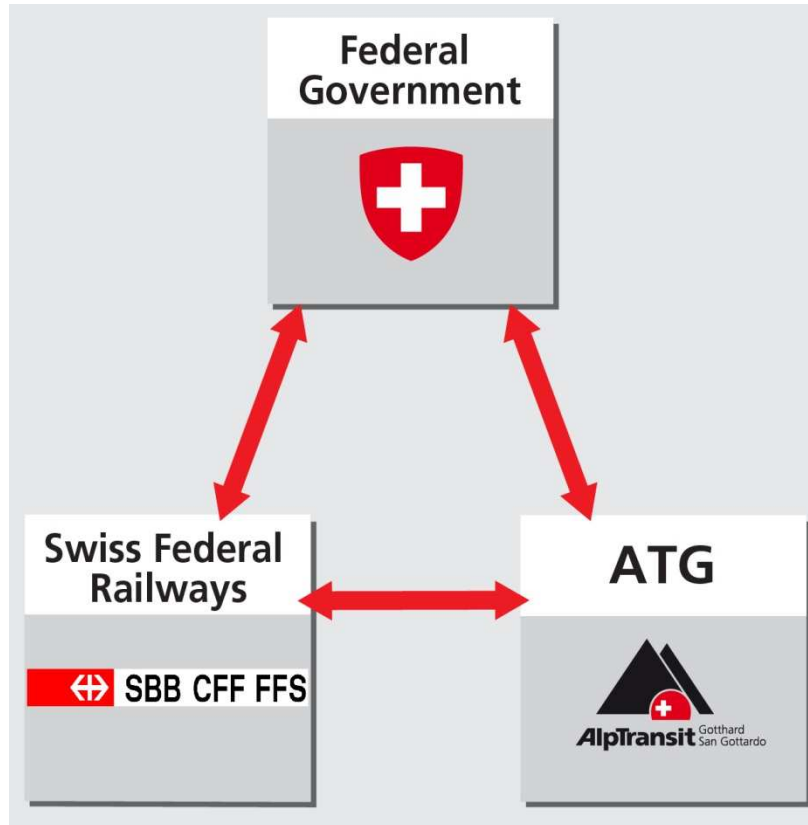 Federal
Government
Swiss Federal
Railways
SBB CFF FFS
ATG
AlpTransit Gotthard
San Gottardo